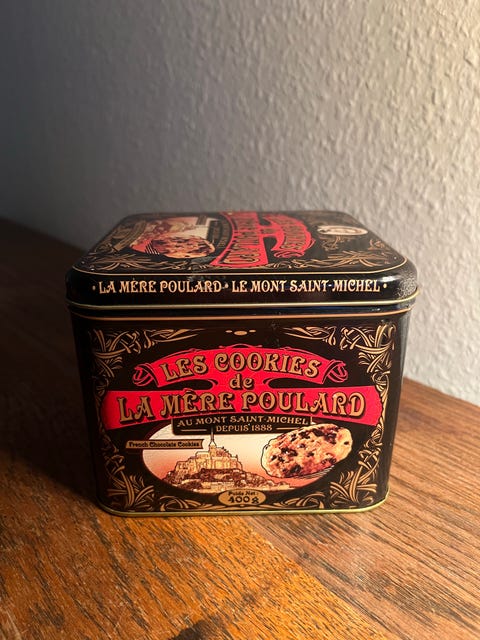 LA MÈRE POULARD • LE MONT SAINT-MICHEL
LES COOKIES
de
LA MÈRE POULARD
AU MONT SAINT-MICHEL
DEPUIS 1888
French Chocolate Cookies
Poids Net :
400 g